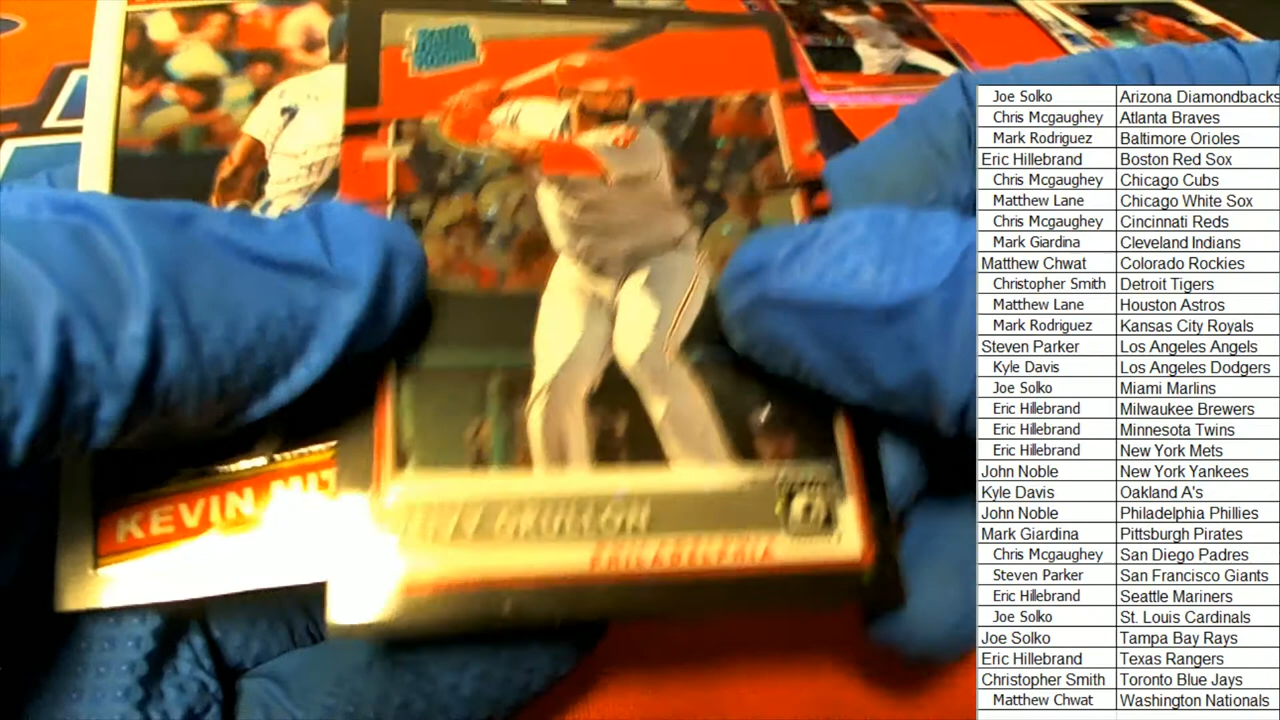 RATED ROOKIE
KEVIN MIT
PHILADELPHIA
Joe Solko Arizona Diamondbacks
Chris Mcgaughey Atlanta Braves
Mark Rodriguez Baltimore Orioles
Eric Hillebrand Boston Red Sox
Chris Mcgaughey Chicago Cubs
Matthew Lane Chicago White Sox
Chris Mcgaughey Cincinnati Reds
Mark Giardina Cleveland Indians
Matthew Chwat Colorado Rockies
Christopher Smith Detroit Tigers
Matthew Lane Houston Astros
Mark Rodriguez Kansas City Royals
Steven Parker Los Angeles Angels
Kyle Davis Los Angeles Dodgers
Joe Solko Miami Marlins
Eric Hillebrand Milwaukee Brewers
Eric Hillebrand Minnesota Twins
Eric Hillebrand New York Mets
John Noble New York Yankees
Kyle Davis Oakland A's
John Noble Philadelphia Phillies
Mark Giardina Pittsburgh Pirates
Chris Mcgaughey San Diego Padres
Steven Parker San Francisco Giants
Eric Hillebrand Seattle Mariners
Joe Solko St. Louis Cardinals
Joe Solko Tampa Bay Rays
Eric Hillebrand Texas Rangers
Christopher Smith Toronto Blue Jays
Matthew Chwat Washington Nationals
7